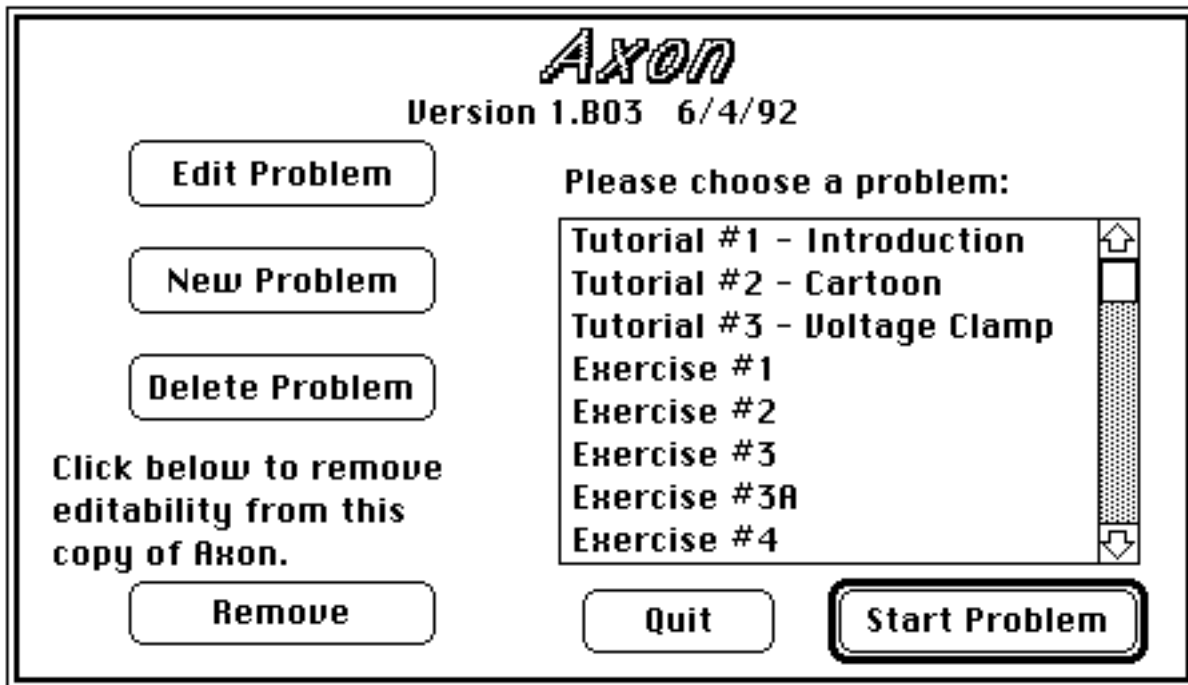 Axon
Version 1.B03 6/4/92
Edit Problem
New Problem
Delete Problem
Click below to remove
editability from this
copy of Axon.
Remove
Please choose a problem:
Tutorial #1 - Introduction
Tutorial #2 - Cartoon
Tutorial #3 - Voltage Clamp
Exercise #1
Exercise #2
Exercise #3
Exercise #3A
Exercise #4
Quit
Start Problem